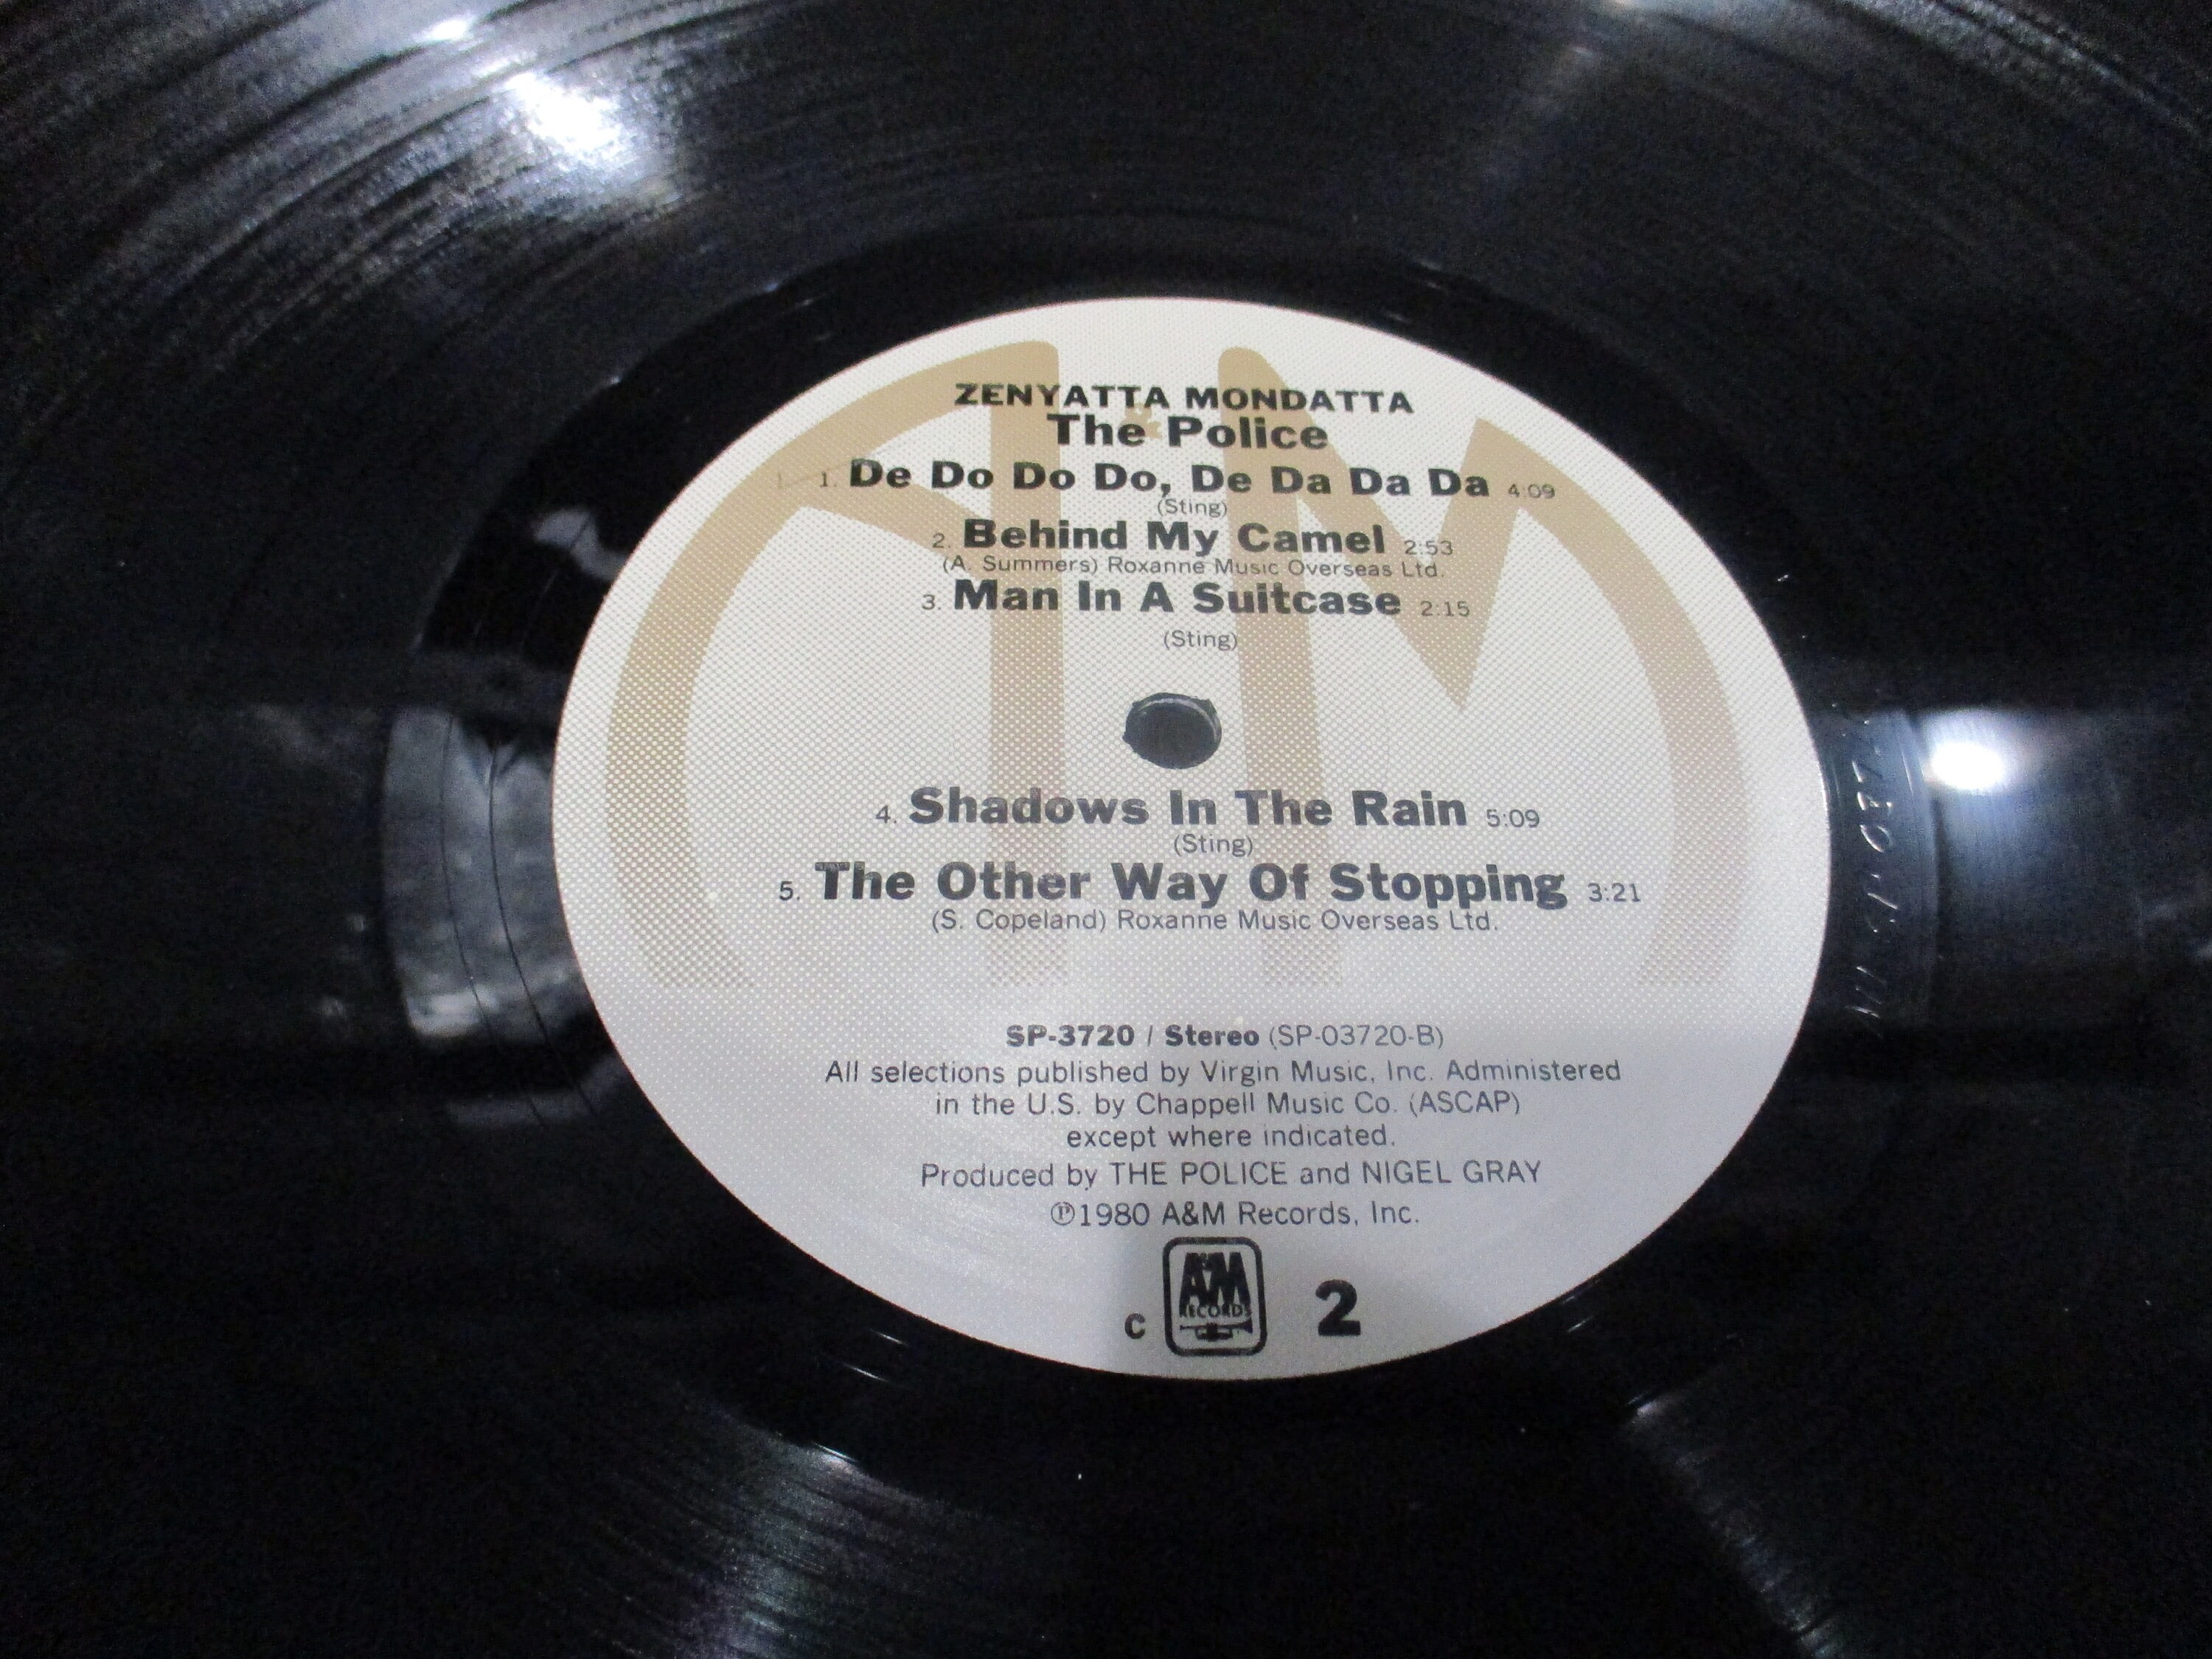 ZENYATTA MONDATTA
The Police
1. De Do Do Do, De Da Da Da 4:09
(Sting)
2. Behind My Camel 2:53
(A. Summers) Roxanne Music Overseas Ltd.
3. Man In A Suitcase 2:15
(Sting)
4. Shadows In The Rain 5:09
(Sting)
5. The Other Way Of Stopping 3:21
(S. Copeland) Roxanne Music Overseas Ltd.
SP-3720 / Stereo (SP-03720-B)
All selections published by Virgin Music, Inc. Administered
in the U.S. by Chappell Music Co. (ASCAP)
except where indicated.
Produced by THE POLICE and NIGEL GRAY
℗1980 A&M Records, Inc.
A&M
RECORDS
C 2